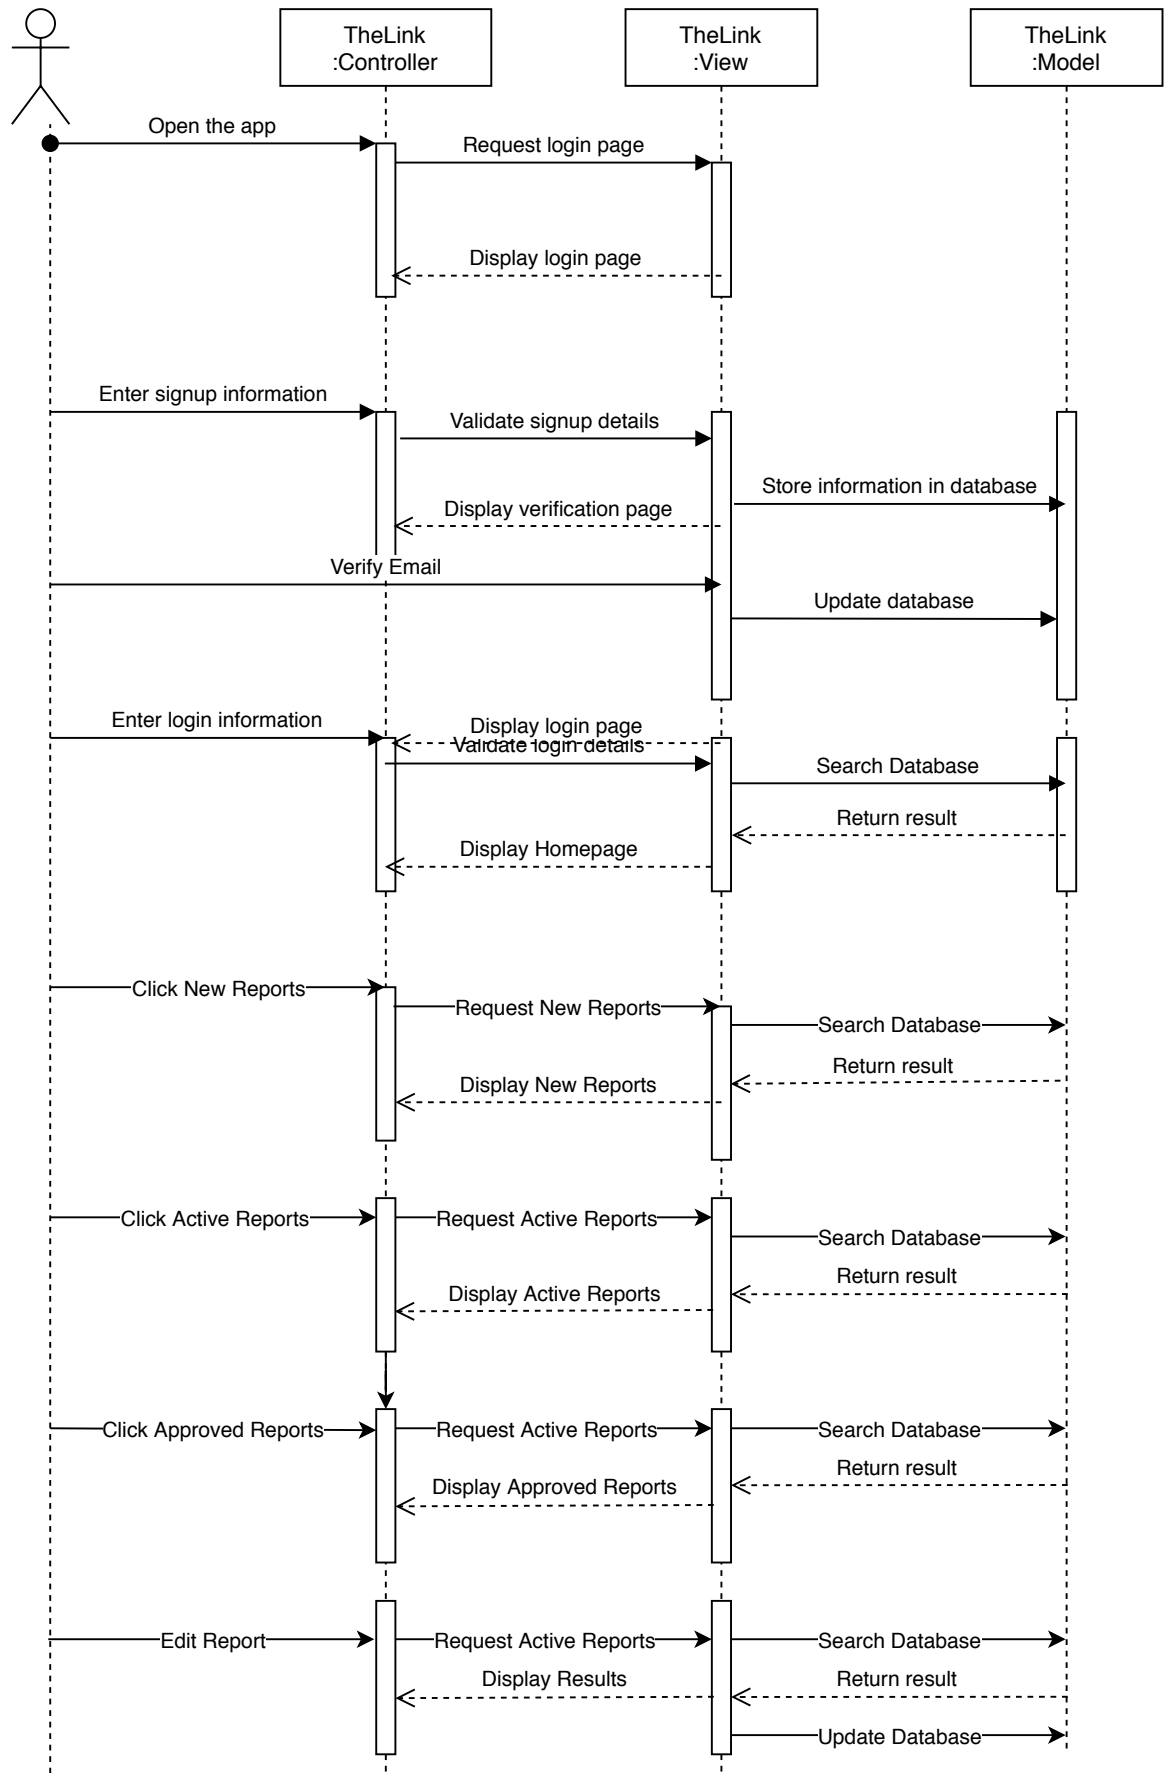 TheLink
:Controller
TheLink
:View
TheLink
:Model
Open the app
Request login page
Display login page
Enter signup information
Validate signup details
Store information in database
Display verification page
Verify Email
Update database
Enter login information
Display login page
Validate login details
Search Database
Return result
Display Homepage
Click New Reports
Request New Reports
Search Database
Return result
Display New Reports
Click Active Reports
Request Active Reports
Search Database
Return result
Display Active Reports
Click Approved Reports
Request Active Reports
Search Database
Return result
Display Approved Reports
Edit Report
Request Active Reports
Search Database
Display Results
Return result
Update Database